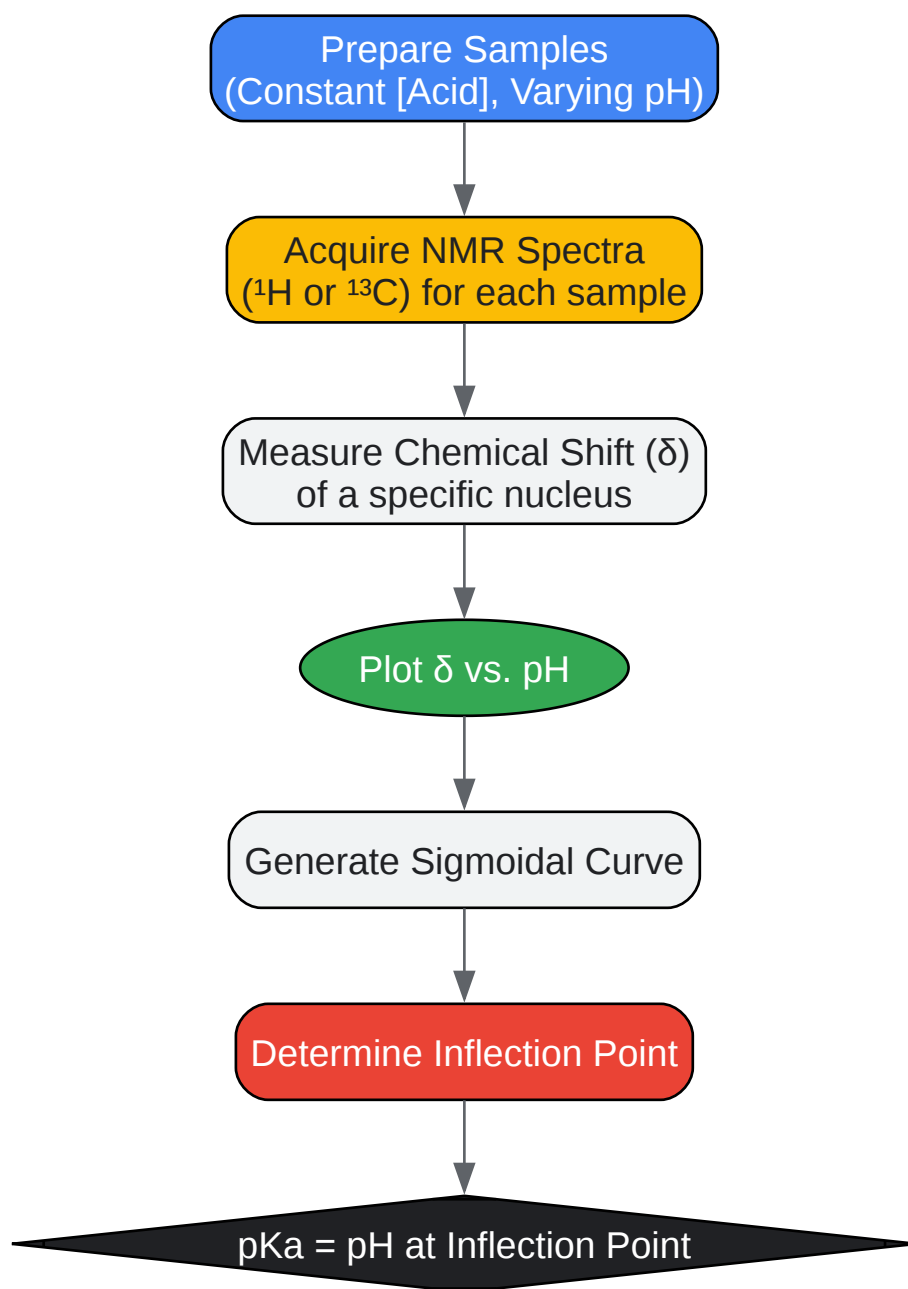 Prepare Samples
(Constant [Acid], Varying pH)
Acquire NMR Spectra
(¹H or ¹³C) for each sample
Measure Chemical Shift (δ)
of a specific nucleus
Plot δ vs. pH
Generate Sigmoidal Curve
Determine Inflection Point
pKa = pH at Inflection Point